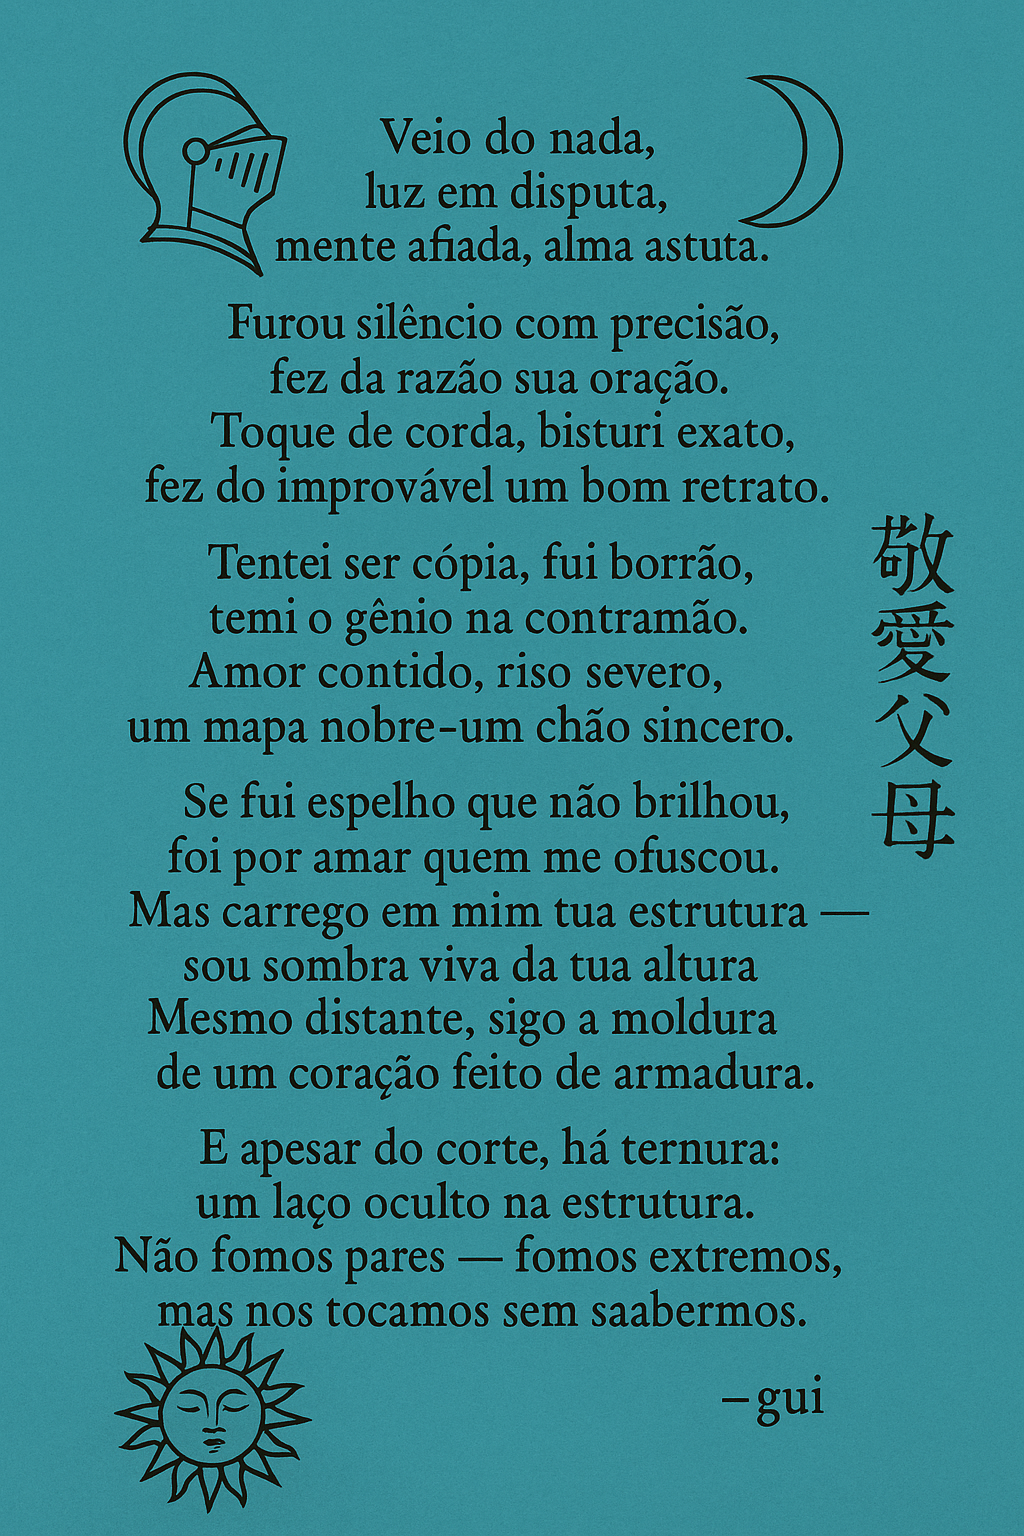 Veio do nada,
luz em disputa,
mente afiada, alma astuta.
Furou silêncio com precisão,
fez da razão sua oração.
Toque de corda, bisturi exato,
fez do improvável um bom retrato.
Tentei ser cópia, fui borrão,
temi o gênio na contramão.
Amor contido, riso severo,
um mapa nobre–um chão sincero.
Se fui espelho que não brilhou,
foi por amar quem me ofuscou.
Mas carrego em mim tua estrutura —
sou sombra viva da tua altura
Mesmo distante, sigo a moldura
de um coração feito de armadura.
E apesar do corte, há ternura:
um laço oculto na estrutura.
Não fomos pares — fomos extremos,
mas nos tocamos sem saabermos.
–gui
敬愛父母